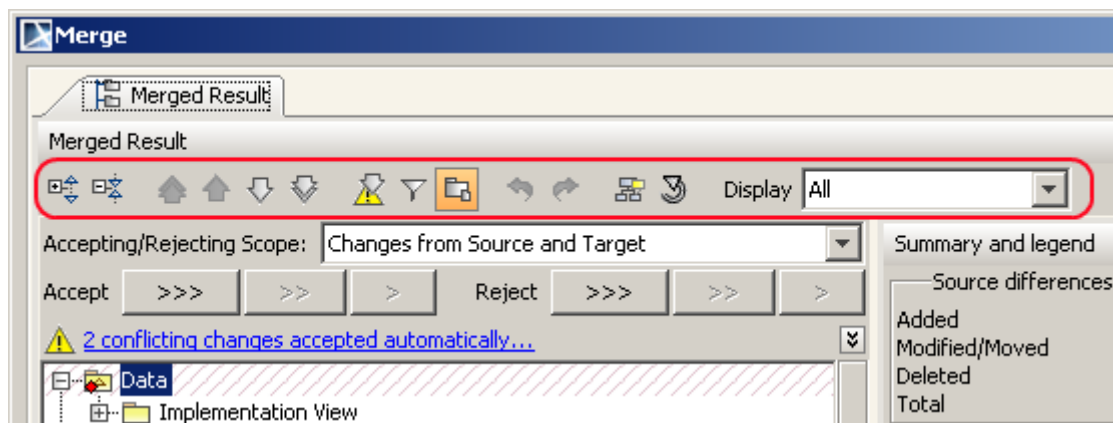 Merge
Merged Result
Merged Result
Display All
Accepting/Rejecting Scope: Changes from Source and Target
Summary and legend
Accept >>> >> > Reject >>> >> >
Source differences
2 conflicting changes accepted automatically...
Added
Modified/Moved
Data
Deleted
Implementation View
Total